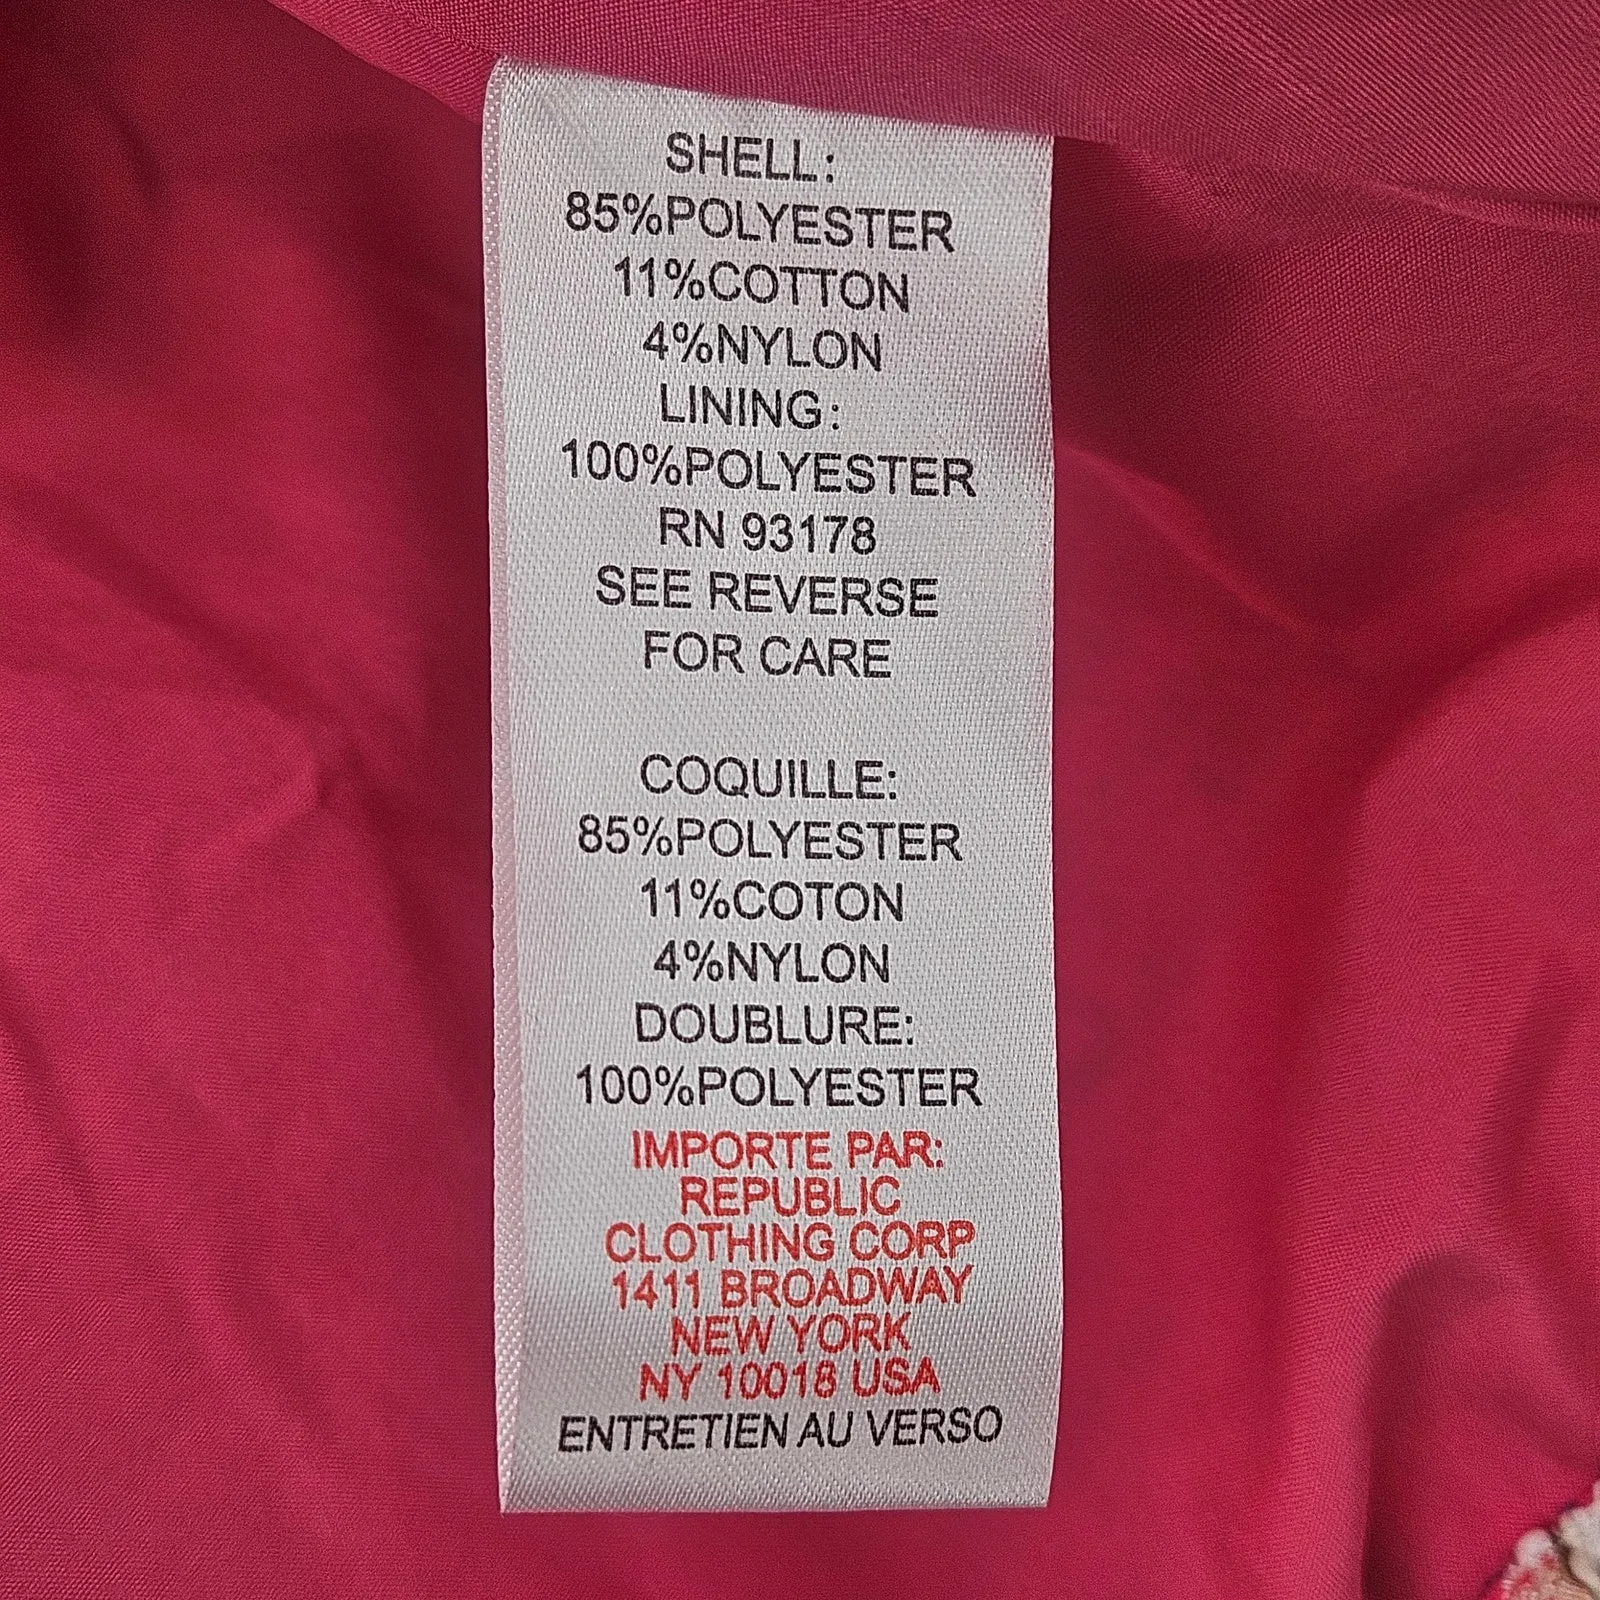 SHELL:
85%POLYESTER
11%COTTON
4%NYLON
LINING:
100%POLYESTER
RN 93178
SEE REVERSE
FOR CARE
COQUILLE:
85%POLYESTER
11%COTON
4%NYLON
DOUBLURE:
100%POLYESTER
IMPORTE PAR:
REPUBLIC
CLOTHING CORP
1411 BROADWAY
NEW YORK
NY 10018 USA
ENTRETIEN AU VERSO